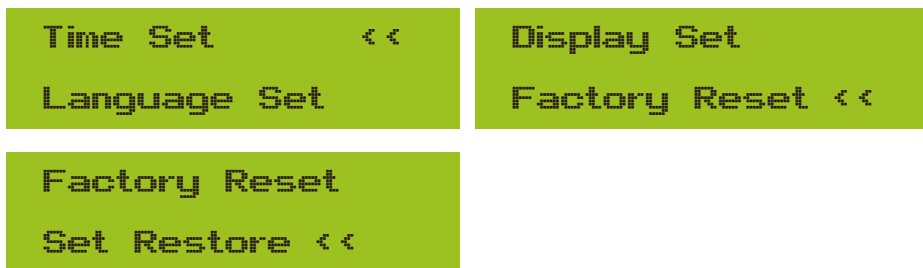 Time Set <<
Language Set
Display Set
Factory Reset <<
Factory Reset
Set Restore <<